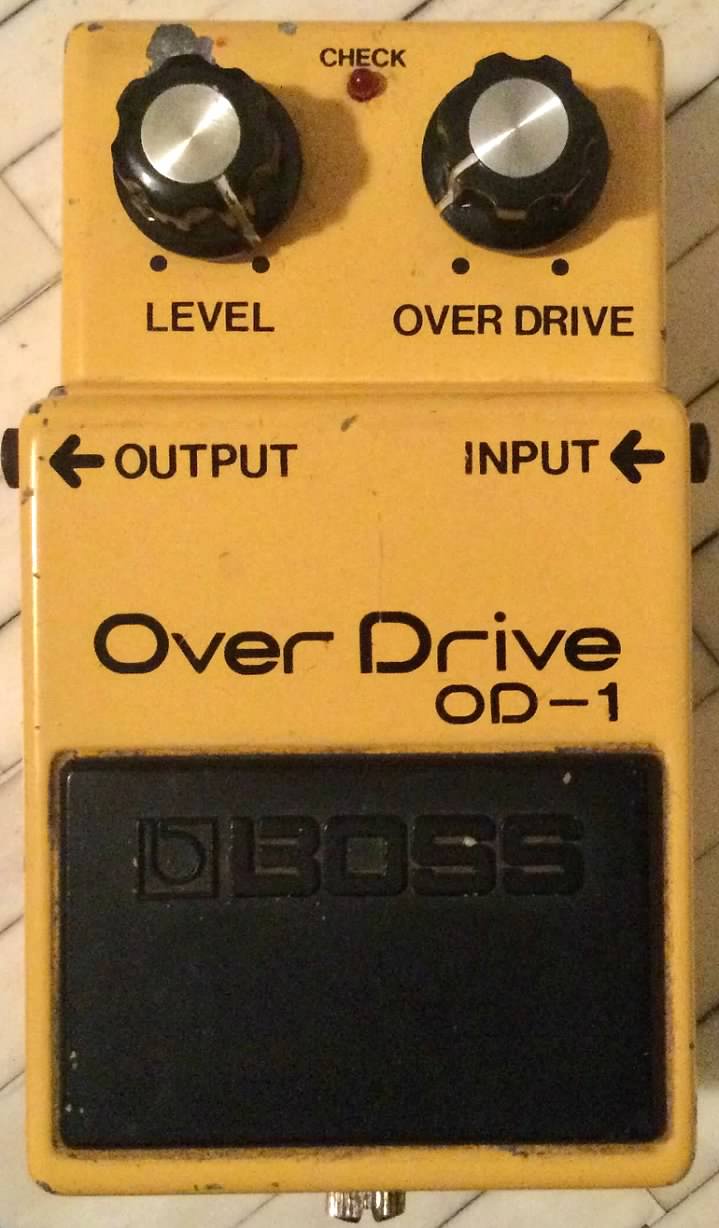 CHECK
LEVEL
OVER DRIVE
OUTPUT
INPUT
Over Drive
OD-1
BOSS